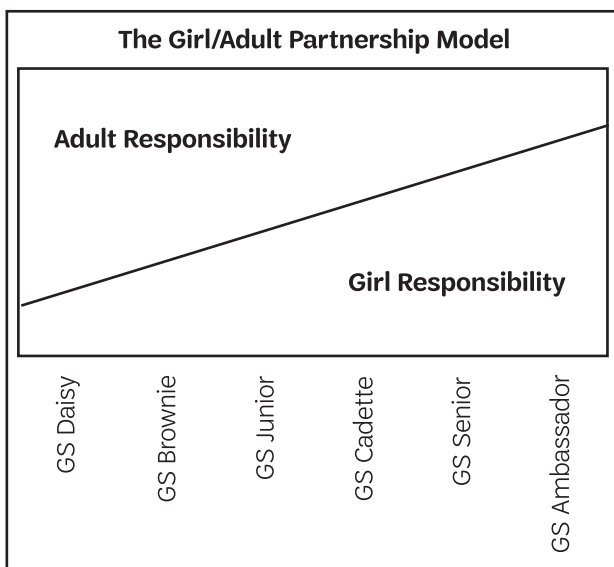 The Girl/Adult Partnership Model
Adult Responsibility
Girl Responsibility
GS Daisy
GS Brownie
GS Junior
GS Cadette
GS Senior
GS Ambassador